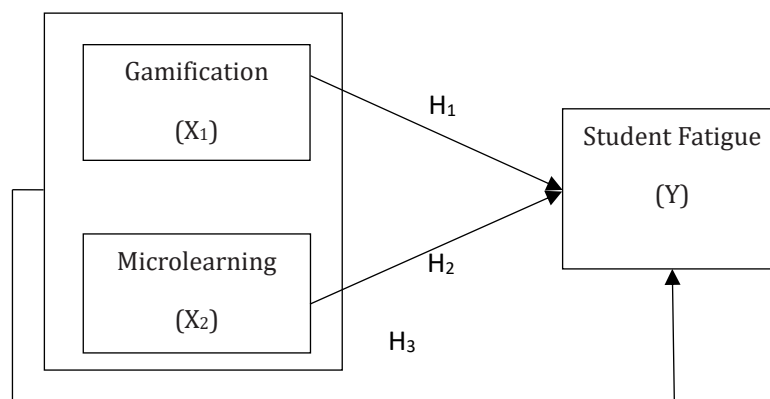 Gamification
(X₁)
H₁
Student Fatigue
(Y)
Microlearning
(X₂)
H₂
H₃